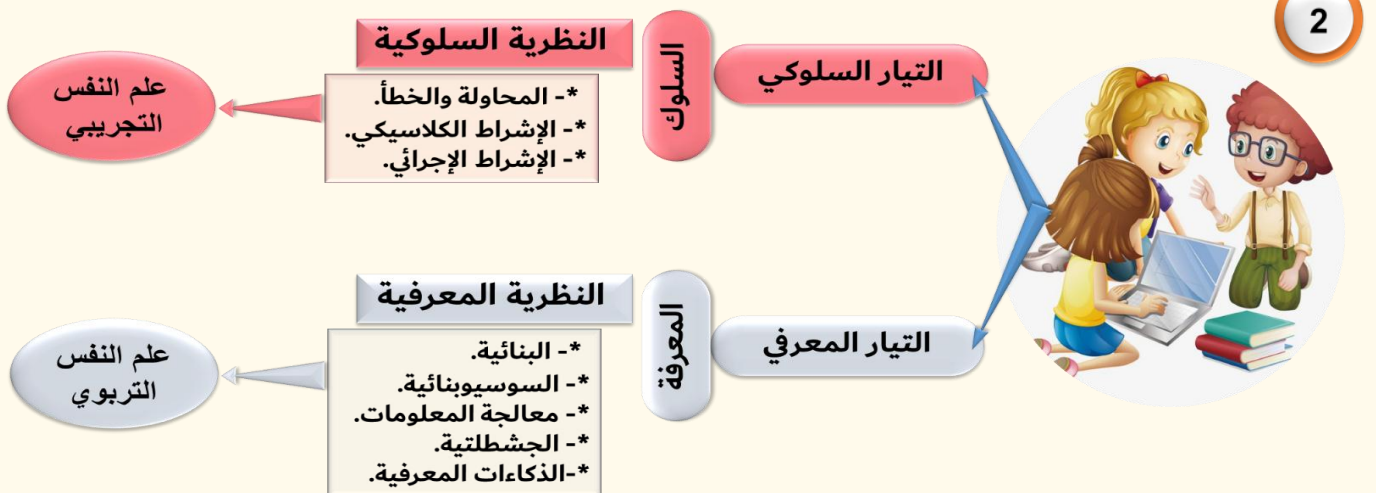 2
التيار السلوكي
السلوك
النظرية السلوكية
*- المحاولة والخطأ.
*- الإشراط الكلاسيكي.
*- الإشراط الإجرائي.
علم النفس
التجريبي
التيار المعرفي
المعرفة
النظرية المعرفية
*- البنائية.
*- السوسيوبنائية.
*- معالجة المعلومات.
*- الجشطلتية.
*-الذكاءات المعرفية.
علم النفس
التربوي